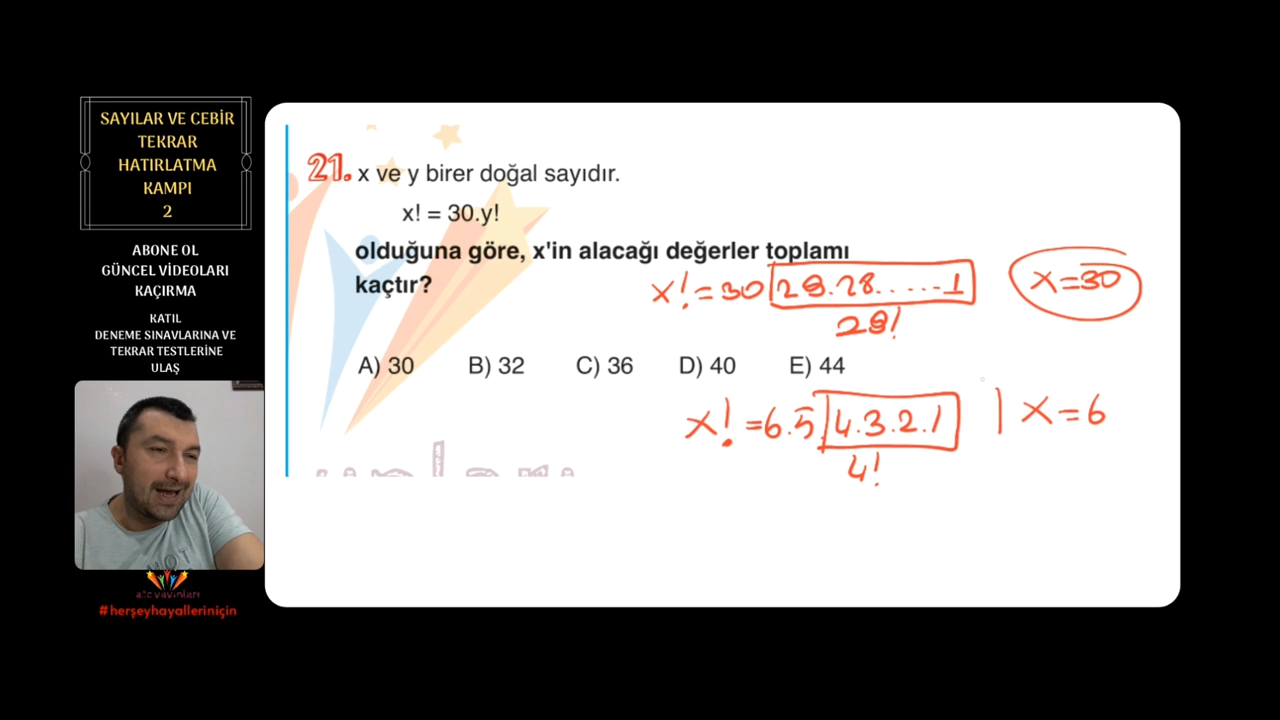 SAYILAR VE CEBİR
TEKRAR
HATIRLATMA
KAMPI
2
ABONE OL
GÜNCEL VİDEOLARI
KAÇIRMA
KATIL
DENEME SINAVLARINA VE
TEKRAR TESTLERİNE
ULAŞ
#herşeyhayalleriniçin
21. x ve y birer doğal sayıdır.
x! = 30.y!
olduğuna göre, x'in alacağı değerler toplamı
kaçtır?
x! = 30 29.28.....1
29!
x=30
A) 30 B) 32 C) 36 D) 40 E) 44
x! = 6.5.4.3.2.1 | x=6
4!